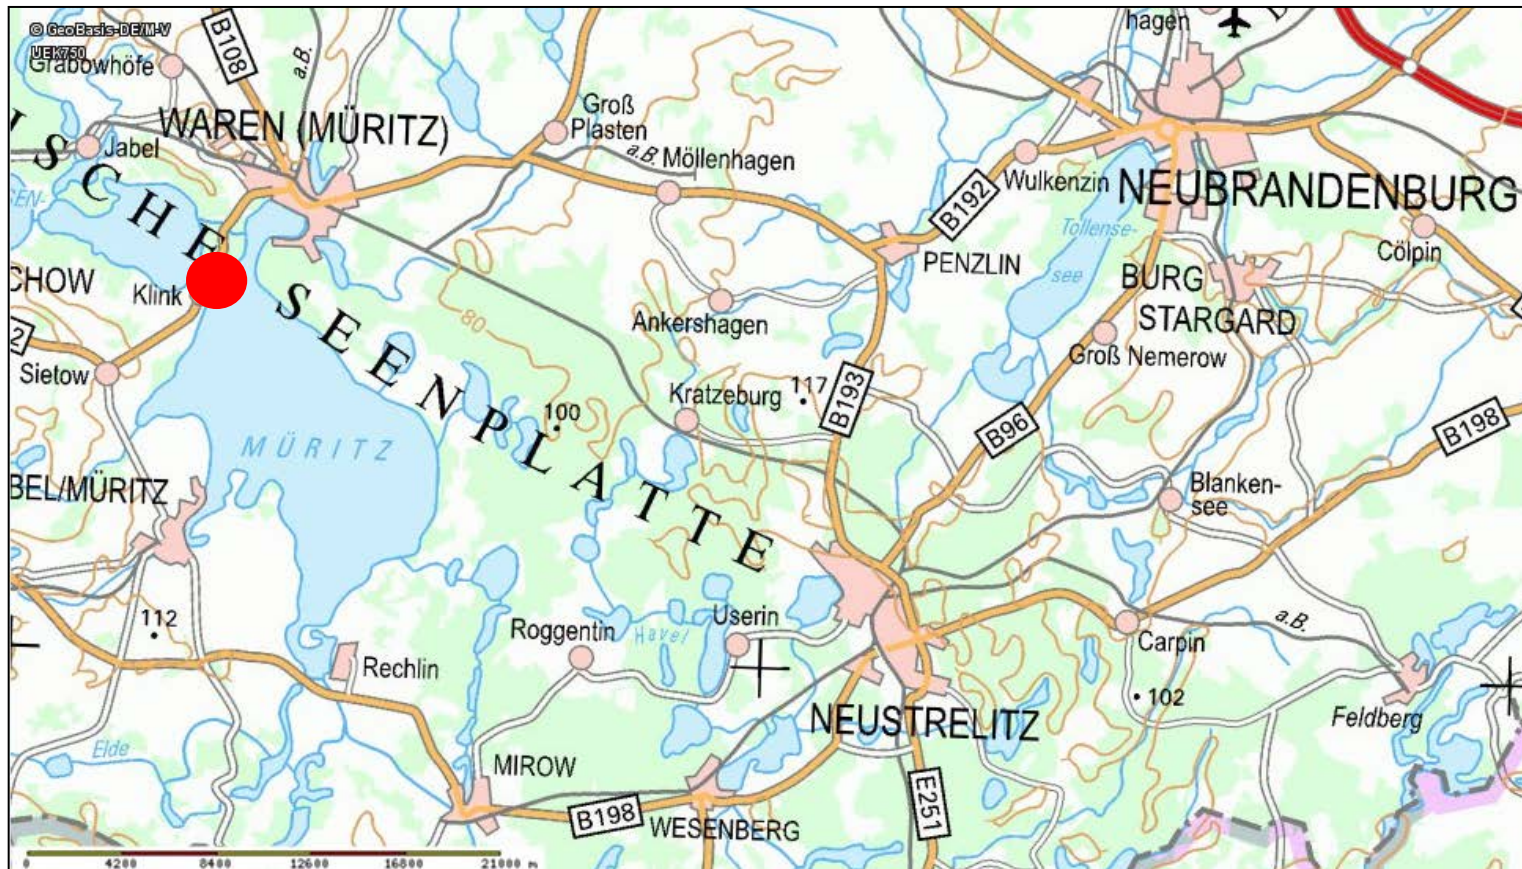 © GeoBasis-DE/M-V
UEK750
B108
a.B.
hagen
Grabowhöfe
Groß
Plasten
WAREN (MÜRITZ)
Jabel
a.B.
Möllenhagen
Wulkenzin
B192
NEUBRANDENBURG
SEN-
SCHE
Tollense-
see
Cölpin
PENZLIN
CHOW
Klink
BURG
STARGARD
SEENPLATTE
80
Ankershagen
Groß Nemerow
2
Sietow
Kratzeburg
117
B193
100
B96
B198
MÜRITZ
BEL/MÜRITZ
Blanken-
see
112
Roggentin
Havel
Userin
Carpin
a.B.
Rechlin
102
Feldberg
NEUSTRELITZ
Elde
MIROW
B198
E251
WESENBERG
0 4200 8400 12600 16800 21000 m